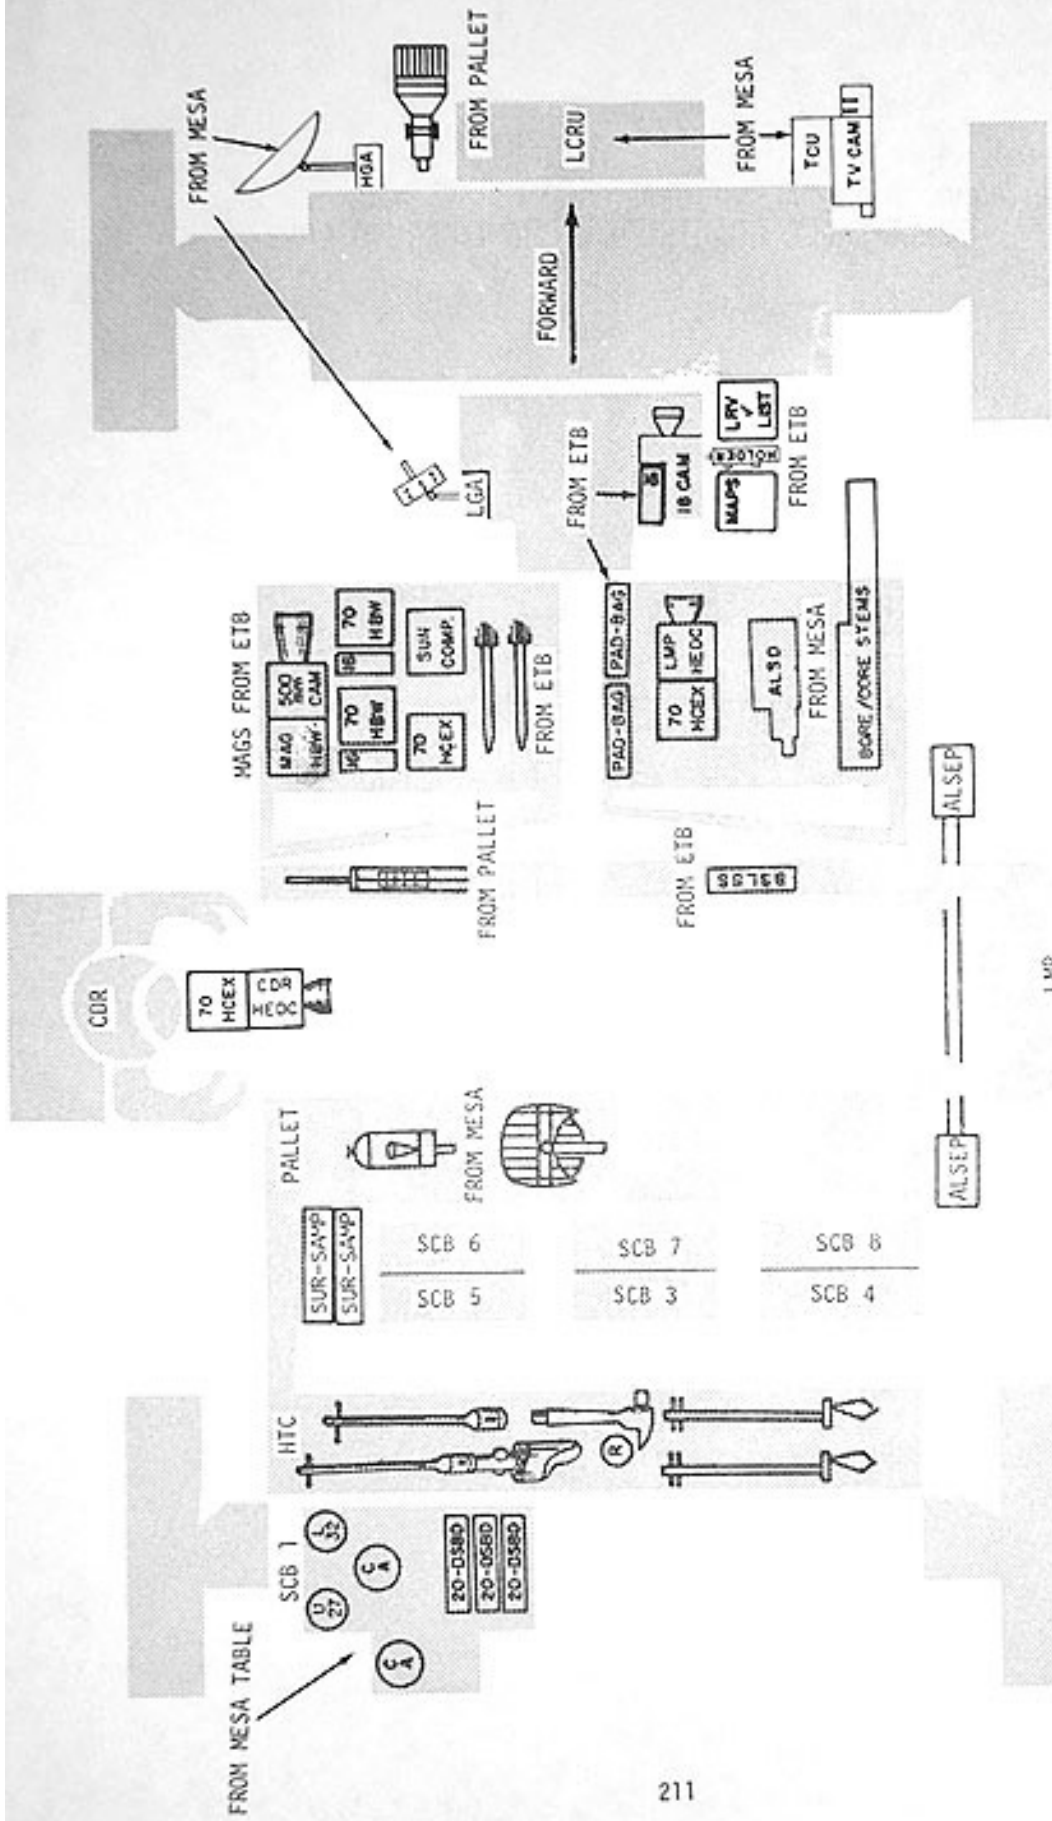 FROM MESA TABLE
SCB 1
U
27
L
32
C
A
C
A
20-DSBD
20-DSBD
20-DSBD
HTC
R
PALLET
SUR-SAMP
SUR-SAMP
SCB 6
SCB 5
SCB 7
SCB 3
SCB 8
SCB 4
FROM MESA
CDR
70
HCEX
CDR
HEDC
ALSEP
ALSEP
LMP
FROM PALLET
FROM ETB
MAGS FROM ETB
MAG
HBW
500
mm
CAM
16
70
HBW
16
70
HBW
70
HCEX
SUN
COMP.
FROM ETB
PAD-BAG
PAD-BAG
70
HCEX
LMP
HEDC
ALSD
FROM MESA
BORE/CORE STEMS
FROM MESA
LGA
FROM ETB
16 CAM
MAPS
HOLDER
LRV
✓
LIST
FROM ETB
FORWARD
HGA
FROM PALLET
LCRU
FROM MESA
TCU
TV CAM
211